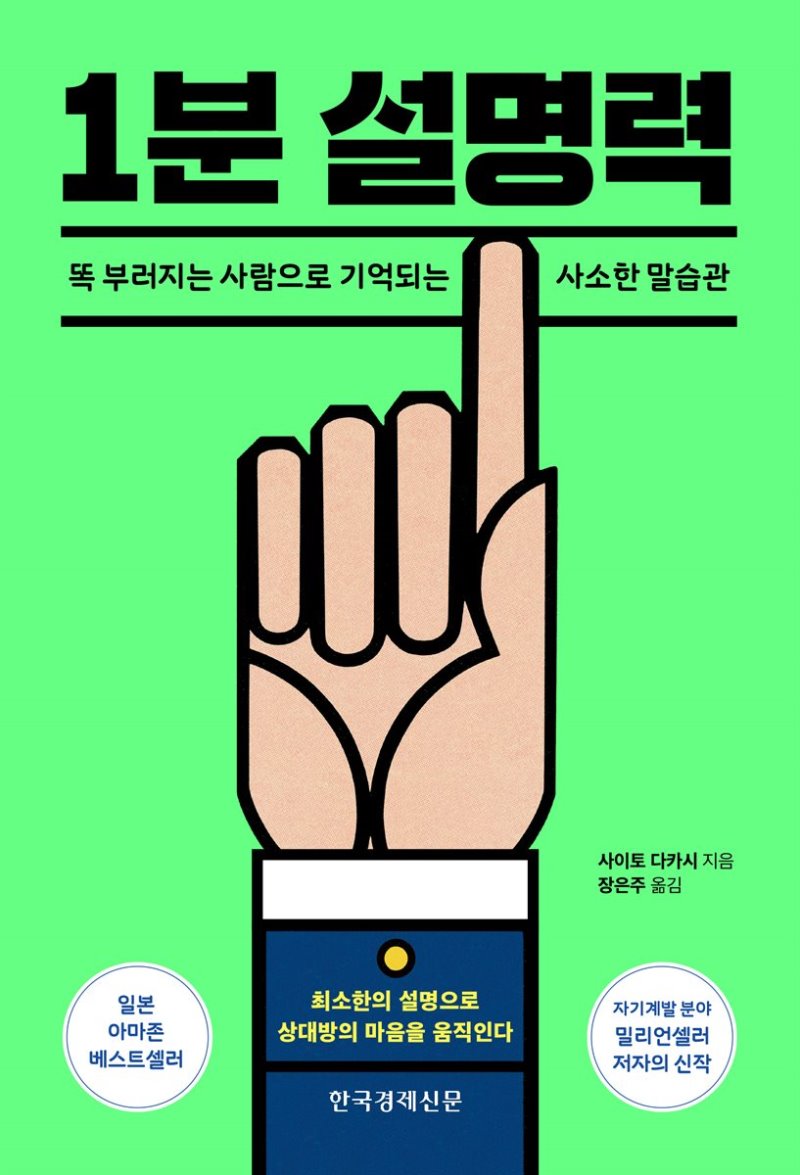 1분 설명력
똑 부러지는 사람으로 기억되는 사소한 말습관
사이토 다카시 지음
장은주 옮김
일본
아마존
베스트셀러
최소한의 설명으로
상대방의 마음을 움직인다
한국경제신문
자기계발 분야
밀리언셀러
저자의 신작